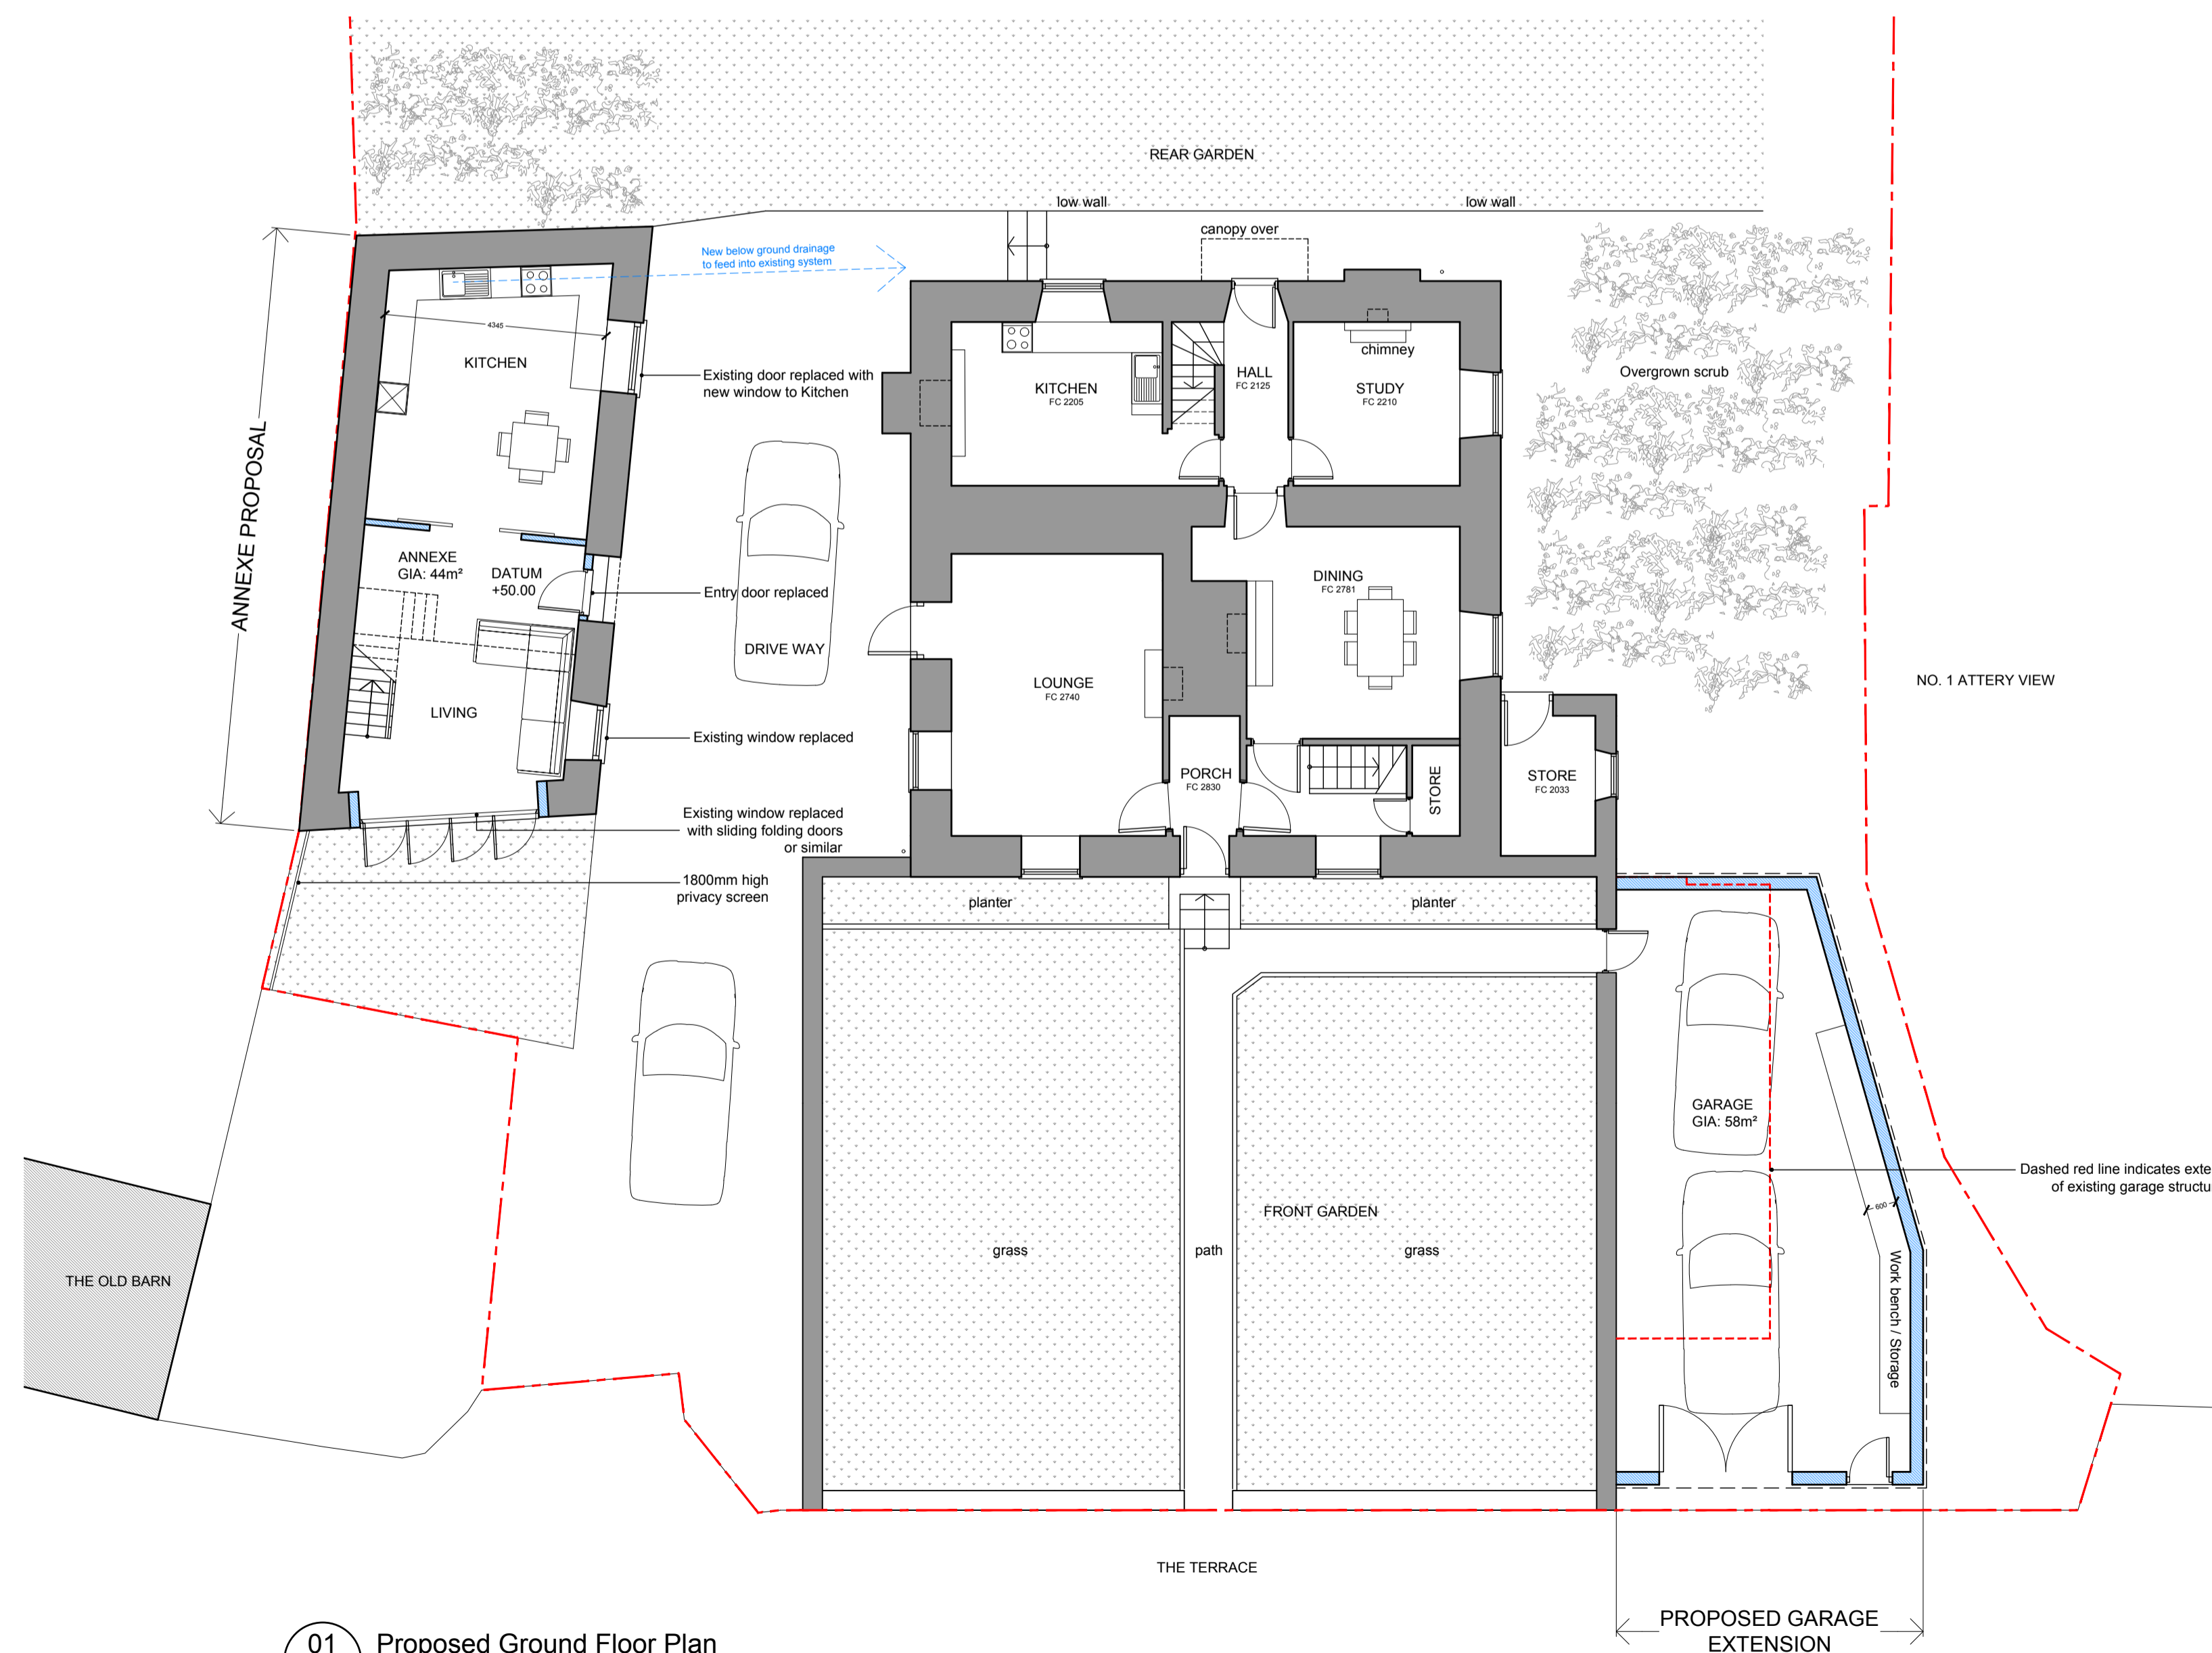 REAR GARDEN
low wall
low wall
canopy over
New below ground drainage
to feed into existing system
ANNEXE PROPOSAL
4345
KITCHEN
Existing door replaced with
new window to Kitchen
KITCHEN
FC 2205
HALL
FC 2125
chimney
STUDY
FC 2210
Overgrown scrub
ANNEXE
GIA: 44m²
DATUM
+50.00
Entry door replaced
DRIVE WAY
DINING
FC 2781
LOUNGE
FC 2740
NO. 1 ATTERY VIEW
LIVING
Existing window replaced
PORCH
FC 2830
STORE
STORE
FC 2033
Existing window replaced
with sliding folding doors
or similar
1800mm high
privacy screen
planter
planter
GARAGE
GIA: 58m²
Dashed red line indicates exte
of existing garage structu
600
FRONT GARDEN
grass
path
grass
Work bench / Storage
THE OLD BARN
THE TERRACE
PROPOSED GARAGE
EXTENSION
01
Proposed Ground Floor Plan